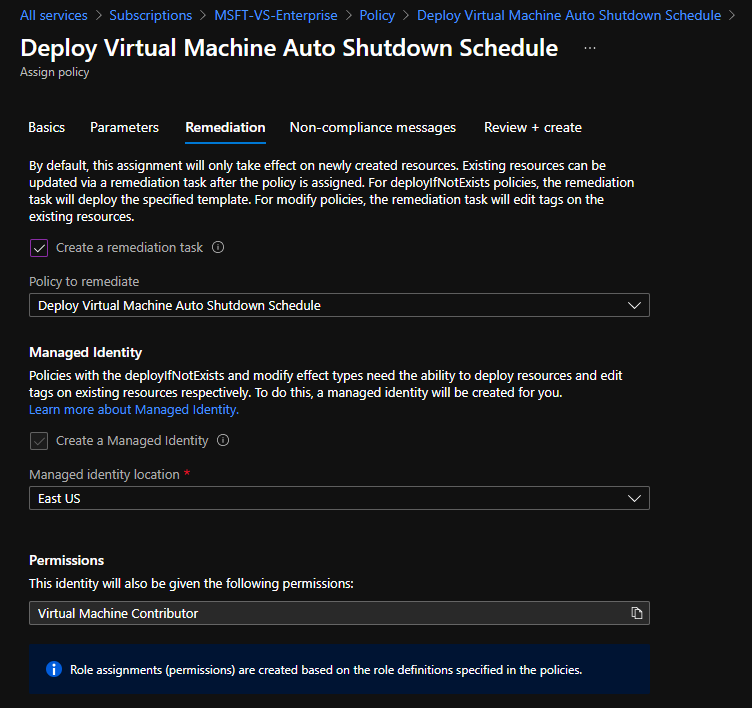 All services > Subscriptions > MSFT-VS-Enterprise > Policy > Deploy Virtual Machine Auto Shutdown Schedule >
Deploy Virtual Machine Auto Shutdown Schedule ...
Assign policy
Basics Parameters Remediation Non-compliance messages Review + create
By default, this assignment will only take effect on newly created resources. Existing resources can be
updated via a remediation task after the policy is assigned. For deployIfNotExists policies, the remediation
task will deploy the specified template. For modify policies, the remediation task will edit tags on the
existing resources.
Create a remediation task
Policy to remediate
Deploy Virtual Machine Auto Shutdown Schedule
Managed Identity
Policies with the deployIfNotExists and modify effect types need the ability to deploy resources and edit
tags on existing resources respectively. To do this, a managed identity will be created for you.
Learn more about Managed Identity.
Create a Managed Identity
Managed identity location *
East US
Permissions
This identity will also be given the following permissions:
Virtual Machine Contributor
Role assignments (permissions) are created based on the role definitions specified in the policies.